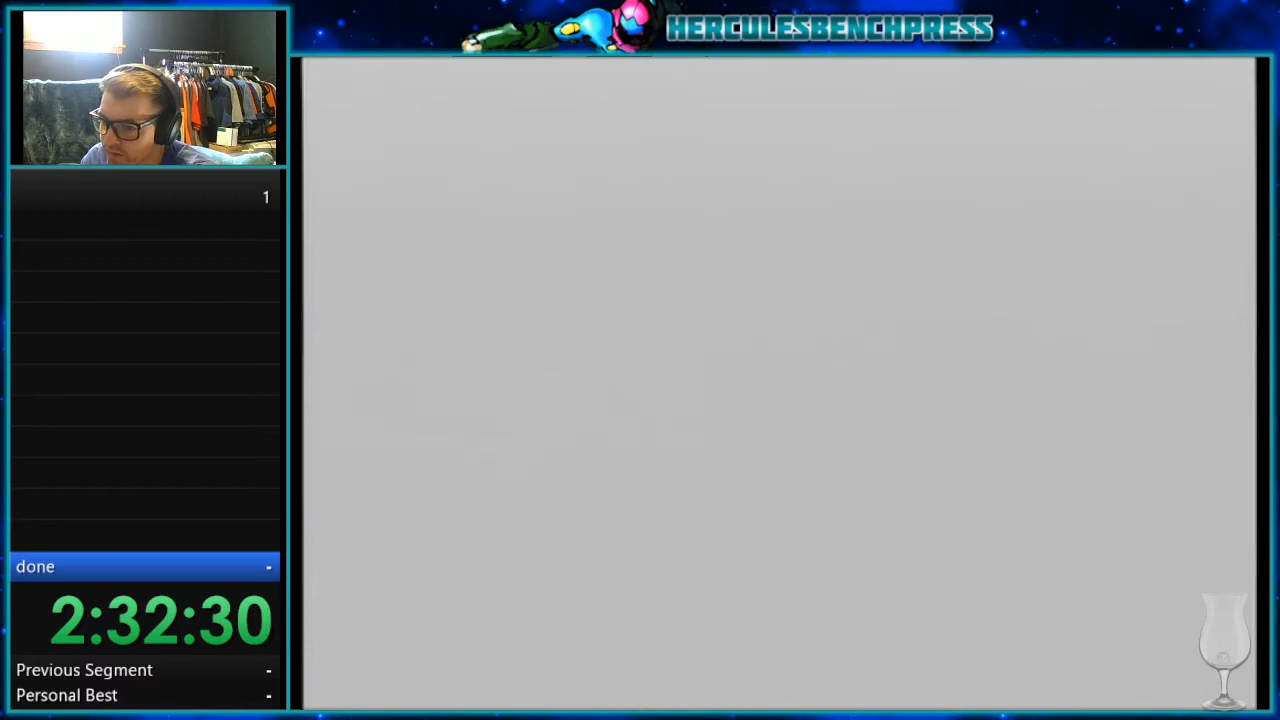 HERCULESBENCHPRESS
1
done -
2:32:30
Previous Segment -
Personal Best -